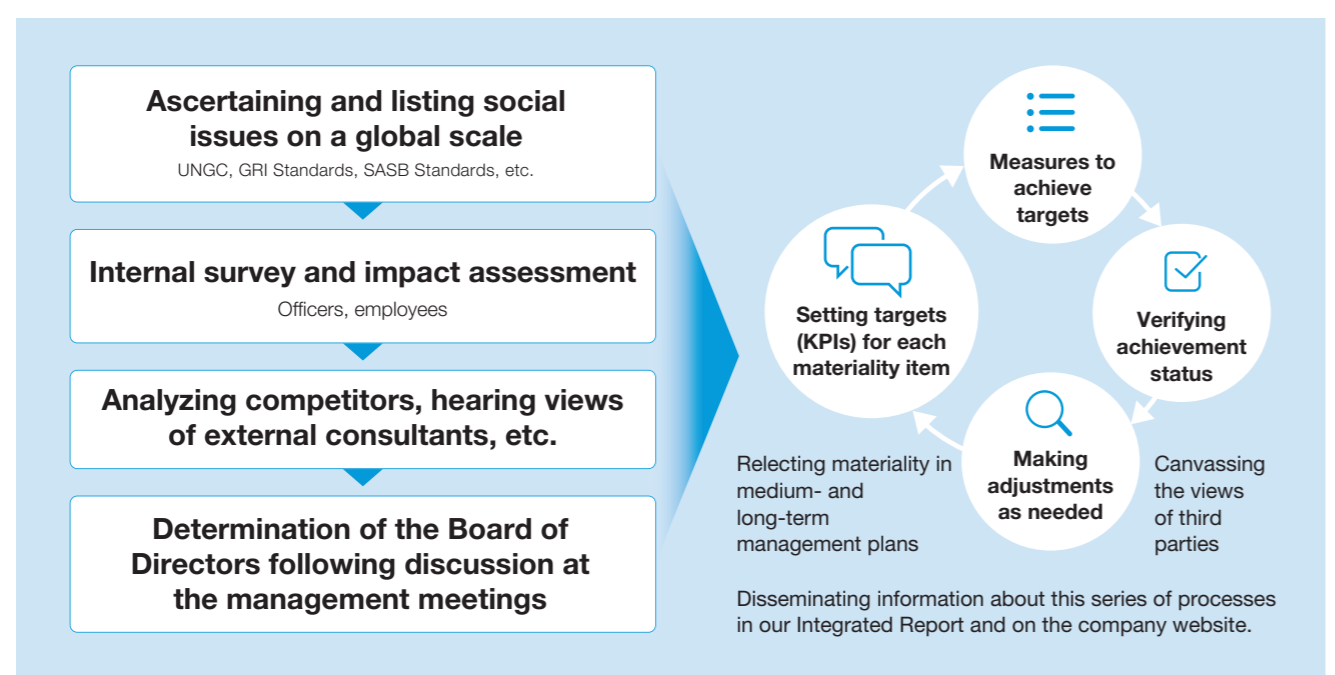 Ascertaining and listing social
issues on a global scale
UNGC, GRI Standards, SASB Standards, etc.
Internal survey and impact assessment
Officers, employees
Analyzing competitors, hearing views
of external consultants, etc.
Determination of the Board of
Directors following discussion at
the management meetings
Measures to
achieve
targets
Setting targets
(KPIs) for each
materiality item
Verifying
achievement
status
Making
adjustments
as needed
Relecting materiality in
medium- and
long-term
management plans
Canvassing
the views
of third
parties
Disseminating information about this series of processes
in our Integrated Report and on the company website.